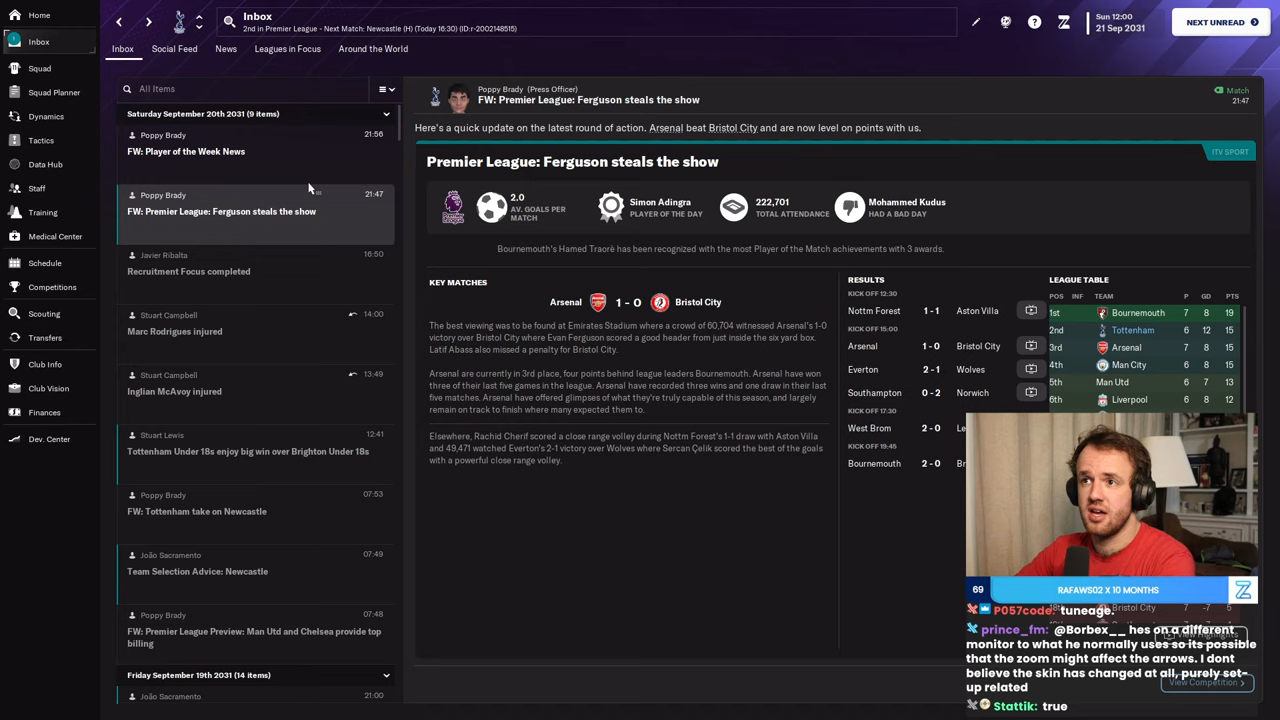 Home
Inbox
Squad
Squad Planner
Dynamics
Tactics
Data Hub
Staff
Training
Medical Center
Schedule
Competitions
Scouting
Transfers
Club Info
Club Vision
Finances
Dev. Center
Inbox
2nd in Premier League - Next Match: Newcastle (H) (Today 16:30) (ID:r-2002148515)
Sun 12:00
21 Sep 2031
NEXT UNREAD
Inbox Social Feed News Leagues in Focus Around the World
All Items
Saturday September 20th 2031 (9 items)
Poppy Brady 21:56
FW: Player of the Week News
Poppy Brady 21:47
FW: Premier League: Ferguson steals the show
Javier Ribalta 16:50
Recruitment Focus completed
Stuart Campbell 14:00
Marc Rodrigues injured
Stuart Campbell 13:49
Inglian McAvoy injured
Stuart Lewis 12:41
Tottenham Under 18s enjoy big win over Brighton Under 18s
Poppy Brady 07:53
FW: Tottenham take on Newcastle
João Sacramento 07:49
Team Selection Advice: Newcastle
Poppy Brady 07:48
FW: Premier League Preview: Man Utd and Chelsea provide top
billing
Friday September 19th 2031 (14 items)
João Sacramento 21:00
Poppy Brady (Press Officer)
FW: Premier League: Ferguson steals the show
Match
21:47
Here's a quick update on the latest round of action. Arsenal beat Bristol City and are now level on points with us.
ITV SPORT
Premier League: Ferguson steals the show
2.0
AV. GOALS PER
MATCH
Simon Adingra
PLAYER OF THE DAY
222,701
TOTAL ATTENDANCE
Mohammed Kudus
HAD A BAD DAY
Bournemouth's Hamed Traorè has been recognized with the most Player of the Match achievements with 3 awards.
KEY MATCHES
Arsenal 1 - 0 Bristol City
The best viewing was to be found at Emirates Stadium where a crowd of 60,704 witnessed Arsenal's 1-0
victory over Bristol City where Evan Ferguson scored a good header from just inside the six yard box.
Latif Abass also missed a penalty for Bristol City.
Arsenal are currently in 3rd place, four points behind league leaders Bournemouth. Arsenal have won
three of their last five games in the league. Arsenal have recorded three wins and one draw in their last
five matches. Arsenal have offered glimpses of what they're truly capable of this season, and largely
remain on track to finish where many expected them to.
Elsewhere, Rachid Cherif scored a close range volley during Nottm Forest's 1-1 draw with Aston Villa
and 49,471 watched Everton's 2-1 victory over Wolves where Sercan Çelik scored the best of the goals
with a powerful close range volley.
RESULTS
KICK OFF 12:30
Nottm Forest 1 - 1 Aston Villa
KICK OFF 15:00
Arsenal 1 - 0 Bristol City
Everton 2 - 1 Wolves
Southampton 0 - 2 Norwich
KICK OFF 17:30
West Brom 2 - 0 Le
KICK OFF 19:45
Bournemouth 2 - 0 Br
LEAGUE TABLE
POS INF TEAM P GD PTS
1st Bournemouth 7 8 19
2nd Tottenham 6 12 15
3rd Arsenal 7 8 15
4th Man City 6 8 15
5th Man Utd 6 7 13
6th Liverpool 6 8 12
69 RAFAWS02 X 10 MONTHS
18th Bristol City 7 -7 5
View Highlights
View Competition
P057code: tuneage.
prince_fm: @Borbex__ hes on a different
monitor to what he normally uses so its possible
that the zoom might affect the arrows. I dont
believe the skin has changed at all, purely set-
up related
Stattik: true